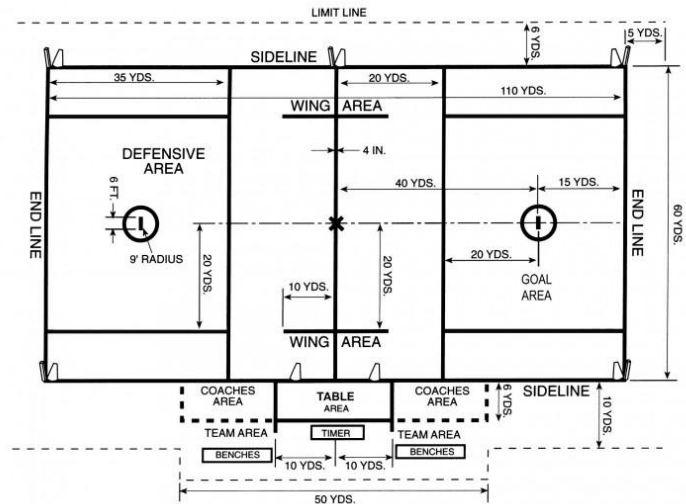 LIMIT LINE
6 YDS.
5 YDS.
SIDELINE
35 YDS.
20 YDS.
110 YDS.
WING AREA
DEFENSIVE
AREA
4 IN.
40 YDS.
15 YDS.
6 FT.
END LINE
END LINE
60 YDS.
9' RADIUS
20 YDS.
20 YDS.
20 YDS.
GOAL
AREA
10 YDS.
WING AREA
COACHES
AREA
TABLE
AREA
COACHES
AREA
6 YDS.
SIDELINE
10 YDS.
TEAM AREA
TIMER
TEAM AREA
BENCHES
BENCHES
10 YDS.
10 YDS.
50 YDS.